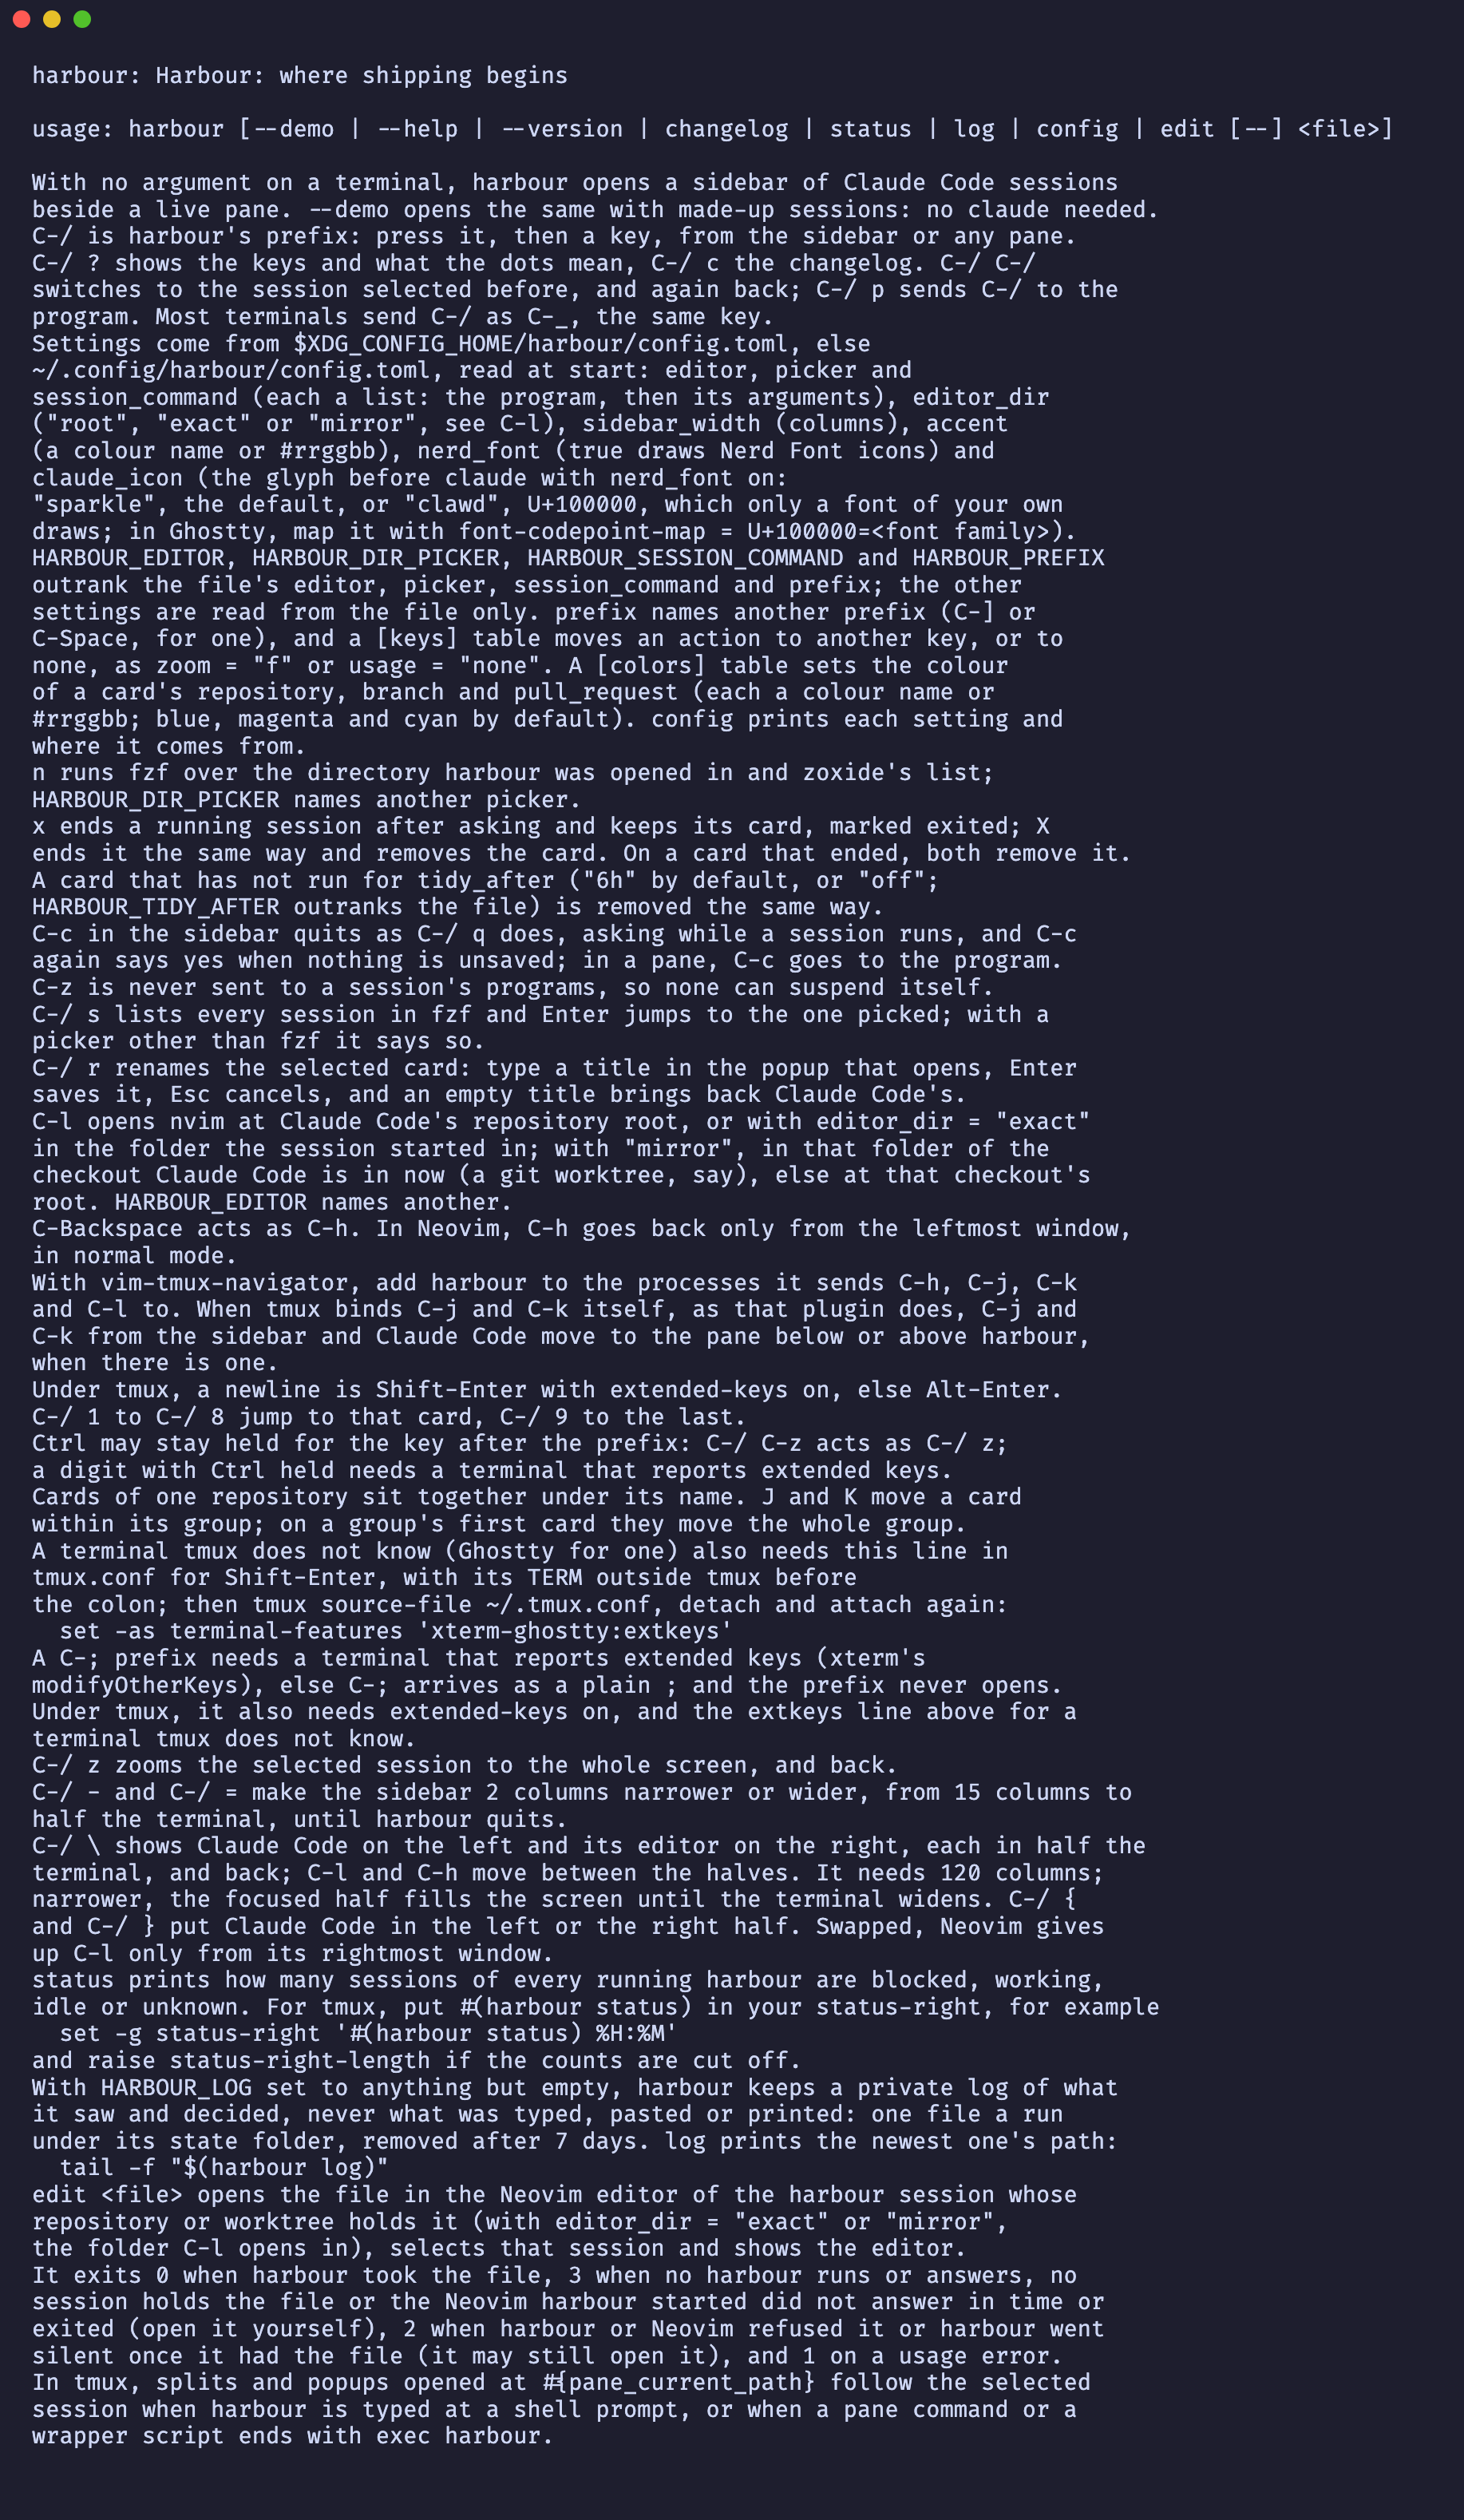 harbour: Harbour: where shipping begins
usage: harbour [--demo | --help | --version | changelog | status | log | config | edit [--] <file>]
With no argument on a terminal, harbour opens a sidebar of Claude Code sessions
beside a live pane. --demo opens the same with made-up sessions: no claude needed.
C-/ is harbour's prefix: press it, then a key, from the sidebar or any pane.
C-/ ? shows the keys and what the dots mean, C-/ c the changelog. C-/ C-/
switches to the session selected before, and again back; C-/ p sends C-/ to the
program. Most terminals send C-/ as C-_, the same key.
Settings come from $XDG_CONFIG_HOME/harbour/config.toml, else
~/.config/harbour/config.toml, read at start: editor, picker and
session_command (each a list: the program, then its arguments), editor_dir
("root", "exact" or "mirror", see C-l), sidebar_width (columns), accent
(a colour name or #rrggbb), nerd_font (true draws Nerd Font icons) and
claude_icon (the glyph before claude with nerd_font on:
"sparkle", the default, or "clawd", U+100000, which only a font of your own
draws; in Ghostty, map it with font-codepoint-map = U+100000=<font family>).
HARBOUR_EDITOR, HARBOUR_DIR_PICKER, HARBOUR_SESSION_COMMAND and HARBOUR_PREFIX
outrank the file's editor, picker, session_command and prefix; the other
settings are read from the file only. prefix names another prefix (C-] or
C-Space, for one), and a [keys] table moves an action to another key, or to
none, as zoom = "f" or usage = "none". A [colors] table sets the colour
of a card's repository, branch and pull_request (each a colour name or
#rrggbb; blue, magenta and cyan by default). config prints each setting and
where it comes from.
n runs fzf over the directory harbour was opened in and zoxide's list;
HARBOUR_DIR_PICKER names another picker.
x ends a running session after asking and keeps its card, marked exited; X
ends it the same way and removes the card. On a card that ended, both remove it.
A card that has not run for tidy_after ("6h" by default, or "off";
HARBOUR_TIDY_AFTER outranks the file) is removed the same way.
C-c in the sidebar quits as C-/ q does, asking while a session runs, and C-c
again says yes when nothing is unsaved; in a pane, C-c goes to the program.
C-z is never sent to a session's programs, so none can suspend itself.
C-/ s lists every session in fzf and Enter jumps to the one picked; with a
picker other than fzf it says so.
C-/ r renames the selected card: type a title in the popup that opens, Enter
saves it, Esc cancels, and an empty title brings back Claude Code's.
C-l opens nvim at Claude Code's repository root, or with editor_dir = "exact"
in the folder the session started in; with "mirror", in that folder of the
checkout Claude Code is in now (a git worktree, say), else at that checkout's
root. HARBOUR_EDITOR names another.
C-Backspace acts as C-h. In Neovim, C-h goes back only from the leftmost window,
in normal mode.
With vim-tmux-navigator, add harbour to the processes it sends C-h, C-j, C-k
and C-l to. When tmux binds C-j and C-k itself, as that plugin does, C-j and
C-k from the sidebar and Claude Code move to the pane below or above harbour,
when there is one.
Under tmux, a newline is Shift-Enter with extended-keys on, else Alt-Enter.
C-/ 1 to C-/ 8 jump to that card, C-/ 9 to the last.
Ctrl may stay held for the key after the prefix: C-/ C-z acts as C-/ z;
a digit with Ctrl held needs a terminal that reports extended keys.
Cards of one repository sit together under its name. J and K move a card
within its group; on a group's first card they move the whole group.
A terminal tmux does not know (Ghostty for one) also needs this line in
tmux.conf for Shift-Enter, with its TERM outside tmux before
the colon; then tmux source-file ~/.tmux.conf, detach and attach again:
  set -as terminal-features 'xterm-ghostty:extkeys'
A C-; prefix needs a terminal that reports extended keys (xterm's
modifyOtherKeys), else C-; arrives as a plain ; and the prefix never opens.
Under tmux, it also needs extended-keys on, and the extkeys line above for a
terminal tmux does not know.
C-/ z zooms the selected session to the whole screen, and back.
C-/ - and C-/ = make the sidebar 2 columns narrower or wider, from 15 columns to
half the terminal, until harbour quits.
C-/ \ shows Claude Code on the left and its editor on the right, each in half the
terminal, and back; C-l and C-h move between the halves. It needs 120 columns;
narrower, the focused half fills the screen until the terminal widens. C-/ {
and C-/ } put Claude Code in the left or the right half. Swapped, Neovim gives
up C-l only from its rightmost window.
status prints how many sessions of every running harbour are blocked, working,
idle or unknown. For tmux, put #(harbour status) in your status-right, for example
  set -g status-right '#(harbour status) %H:%M'
and raise status-right-length if the counts are cut off.
With HARBOUR_LOG set to anything but empty, harbour keeps a private log of what
it saw and decided, never what was typed, pasted or printed: one file a run
under its state folder, removed after 7 days. log prints the newest one's path:
  tail -f "$(harbour log)"
edit <file> opens the file in the Neovim editor of the harbour session whose
repository or worktree holds it (with editor_dir = "exact" or "mirror",
the folder C-l opens in), selects that session and shows the editor.
It exits 0 when harbour took the file, 3 when no harbour runs or answers, no
session holds the file or the Neovim harbour started did not answer in time or
exited (open it yourself), 2 when harbour or Neovim refused it or harbour went
silent once it had the file (it may still open it), and 1 on a usage error.
In tmux, splits and popups opened at #{pane_current_path} follow the selected
session when harbour is typed at a shell prompt, or when a pane command or a
wrapper script ends with exec harbour.